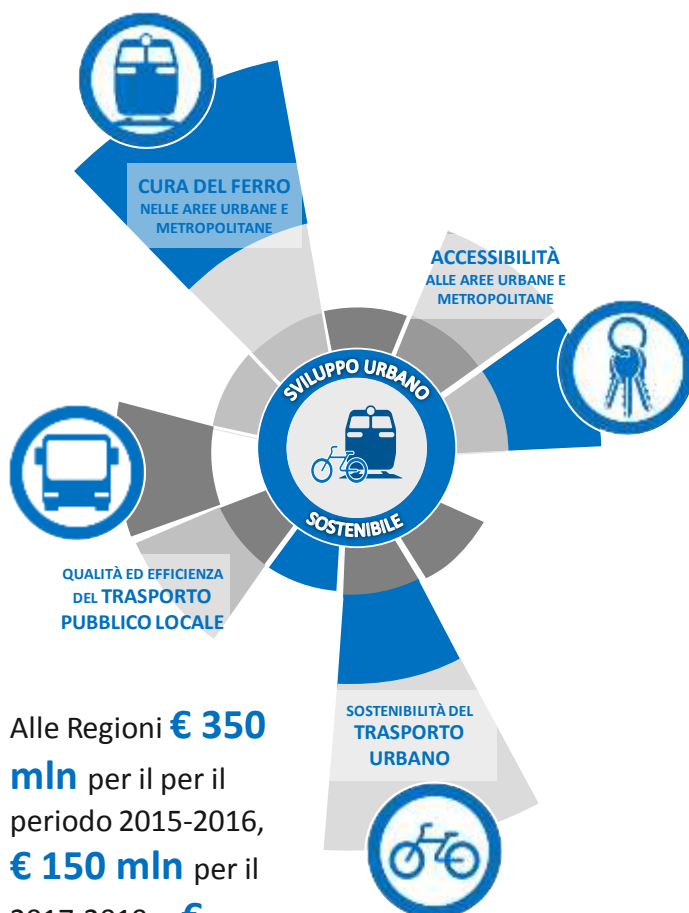 CURA DEL FERRO
NELLE AREE URBANE E
METROPOLITANE
ACCESSIBILITÀ
ALLE AREE URBANE E
METROPOLITANE
SVILUPPO URBANO
SOSTENIBILE
QUALITÀ ED EFFICIENZA
DEL TRASPORTO
PUBBLICO LOCALE
SOSTENIBILITÀ DEL
TRASPORTO
URBANO
Alle Regioni € 350
mln per il per il
periodo 2015-2016,
€ 150 mln per il